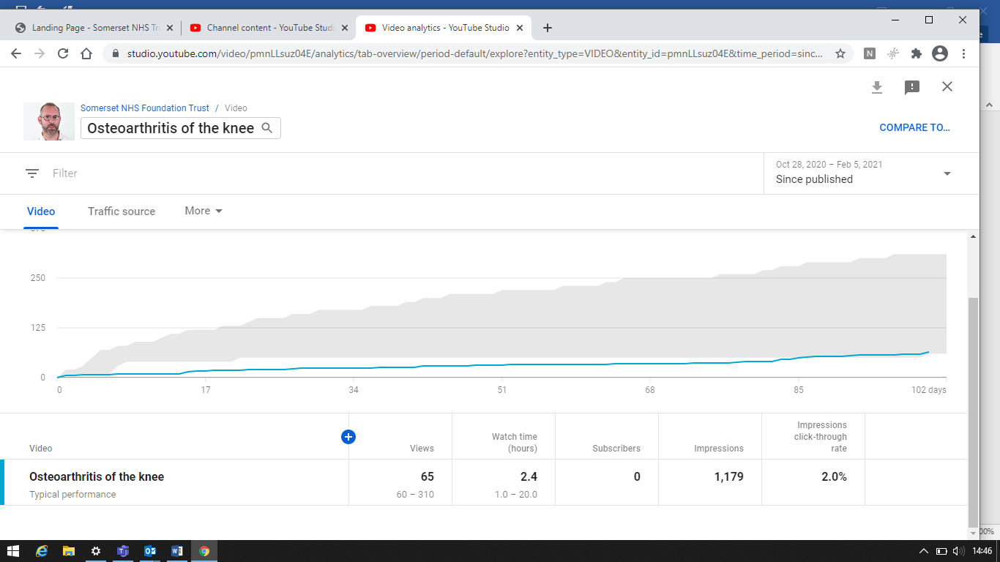 Landing Page - Somerset NHS Tr
Channel content - YouTube Studi
Video analytics - YouTube Studio
studio.youtube.com/video/pmnLLsuz04E/analytics/tab-overview/period-default/explore?entity_type=VIDEO&entity_id=pmnLLsuz04E&time_period=sinc...
N
Somerset NHS Foundation Trust / Video
Osteoarthritis of the knee
COMPARE TO...
Filter
Oct 28, 2020 – Feb 5, 2021
Since published
Video
Traffic source
More
250
125
0
0 17 34 51 68 85 102 days
Video
Views
Watch time
(hours)
Subscribers
Impressions
Impressions
click-through
rate
Osteoarthritis of the knee 65 2.4 0 1,179 2.0%
Typical performance 60 – 310 1.0 – 20.0
00%
14:46